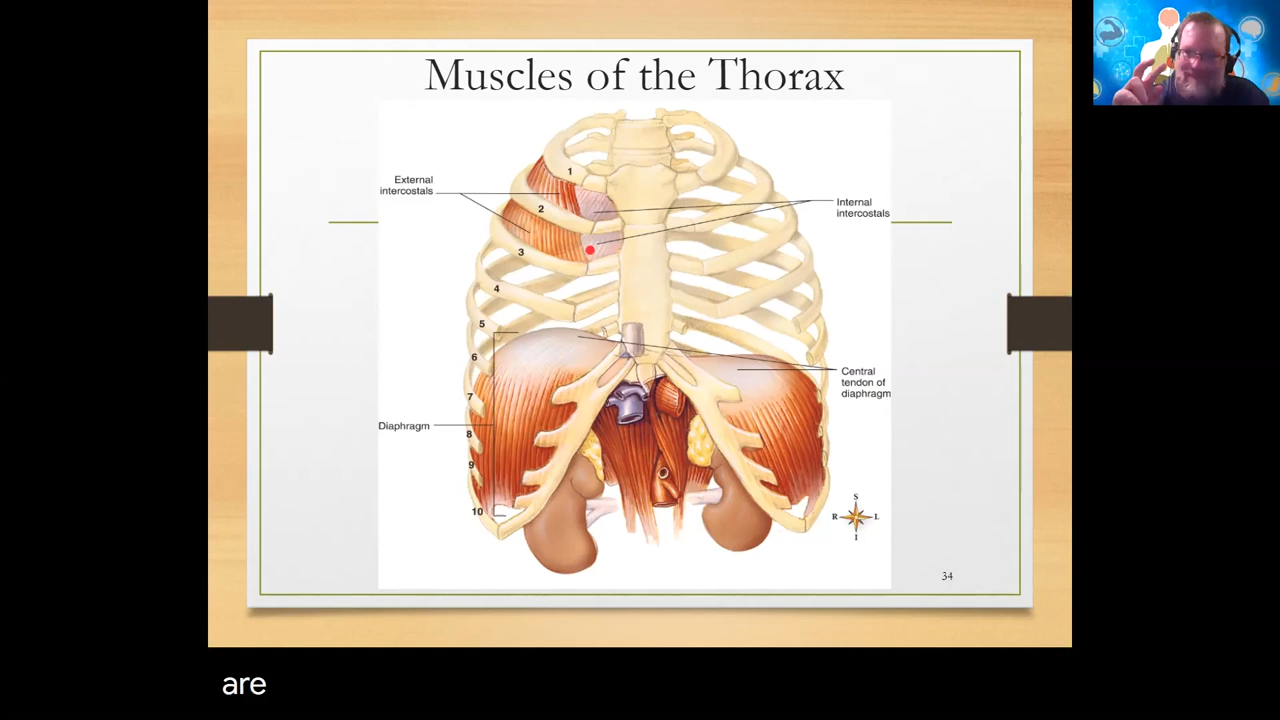 Muscles of the Thorax
External
intercostals
Internal
intercostals
1
2
3
4
5
6
7
8
9
10
Central
tendon of
diaphragm
Diaphragm
S
R L
I
34
are